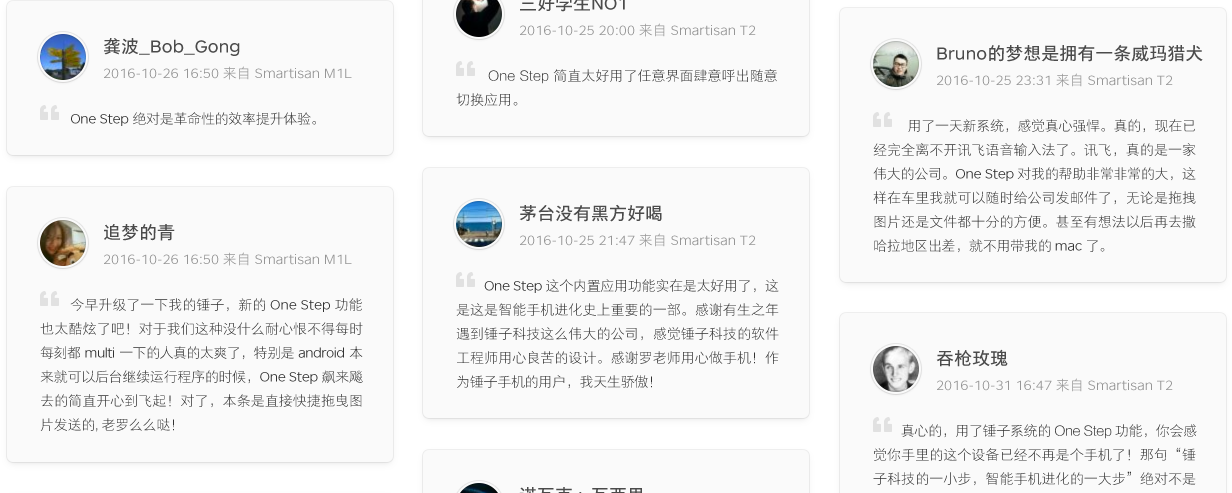 龚波_Bob_Gong
2016-10-26 16:50 来自 Smartisan M1L
One Step 绝对是革命性的效率提升体验。
追梦的青
2016-10-26 16:50 来自 Smartisan M1L
今早升级了一下我的锤子，新的 One Step 功能
也太酷炫了吧！对于我们这种没什么耐心恨不得每时
每刻都 multi 一下的人真的太爽了，特别是 android 本
来就可以后台继续运行程序的时候，One Step 飙来飚
去的简直开心到飞起！对了，本条是直接快捷拖曳图
片发送的, 老罗么么哒！
三好学生NO1
2016-10-25 20:00 来自 Smartisan T2
One Step 简直太好用了任意界面肆意呼出随意
切换应用。
茅台没有黑方好喝
2016-10-25 21:47 来自 Smartisan T2
One Step 这个内置应用功能实在是太好用了，这
是这是智能手机进化史上重要的一部。感谢有生之年
遇到锤子科技这么伟大的公司，感觉锤子科技的软件
工程师用心良苦的设计。感谢罗老师用心做手机！作
为锤子手机的用户，我天生骄傲！
Bruno的梦想是拥有一条威玛猎犬
2016-10-25 23:31 来自 Smartisan T2
用了一天新系统，感觉真心强悍。真的，现在已
经完全离不开讯飞语音输入法了。讯飞，真的是一家
伟大的公司。One Step 对我的帮助非常非常的大，这
样在车里我就可以随时给公司发邮件了，无论是拖拽
图片还是文件都十分的方便。甚至有想法以后再去撒
哈拉地区出差，就不用带我的 mac 了。
吞枪玫瑰
2016-10-31 16:47 来自 Smartisan T2
真心的，用了锤子系统的 One Step 功能，你会感
觉你手里的这个设备已经不再是个手机了！那句“锤
子科技的一小步，智能手机进化的一大步”绝对不是